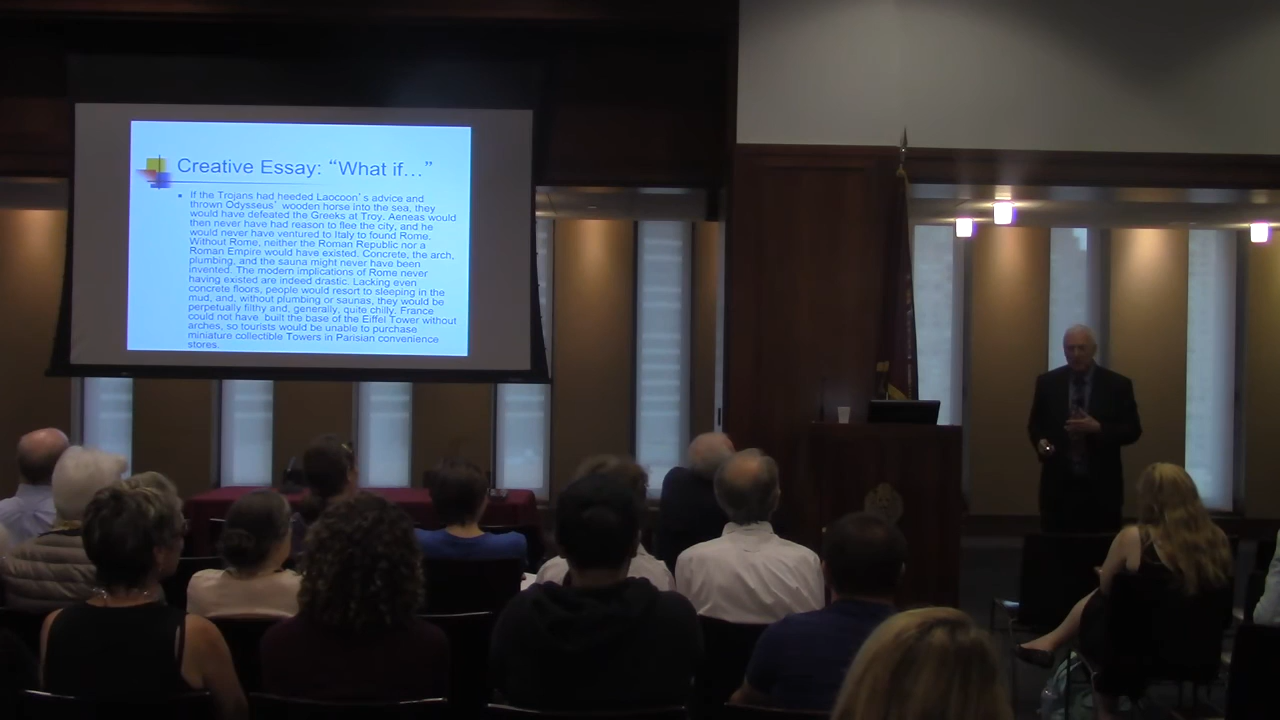 Creative Essay: “What if…”
▪ If the Trojans had heeded Laocoon’s advice and
thrown Odysseus’ wooden horse into the sea, they
would have defeated the Greeks at Troy. Aeneas would
then never have had reason to flee the city, and he
would never have ventured to Italy to found Rome.
Without Rome, neither the Roman Republic nor a
Roman Empire would have existed. Concrete, the arch,
plumbing, and the sauna might never have been
invented. The modern implications of Rome never
having existed are indeed drastic. Lacking even
concrete floors, people would resort to sleeping in the
mud, and, without plumbing or saunas, they would be
perpetually filthy and, generally, quite chilly. France
could not have built the base of the Eiffel Tower without
arches, so tourists would be unable to purchase
miniature collectible Towers in Parisian convenience
stores.